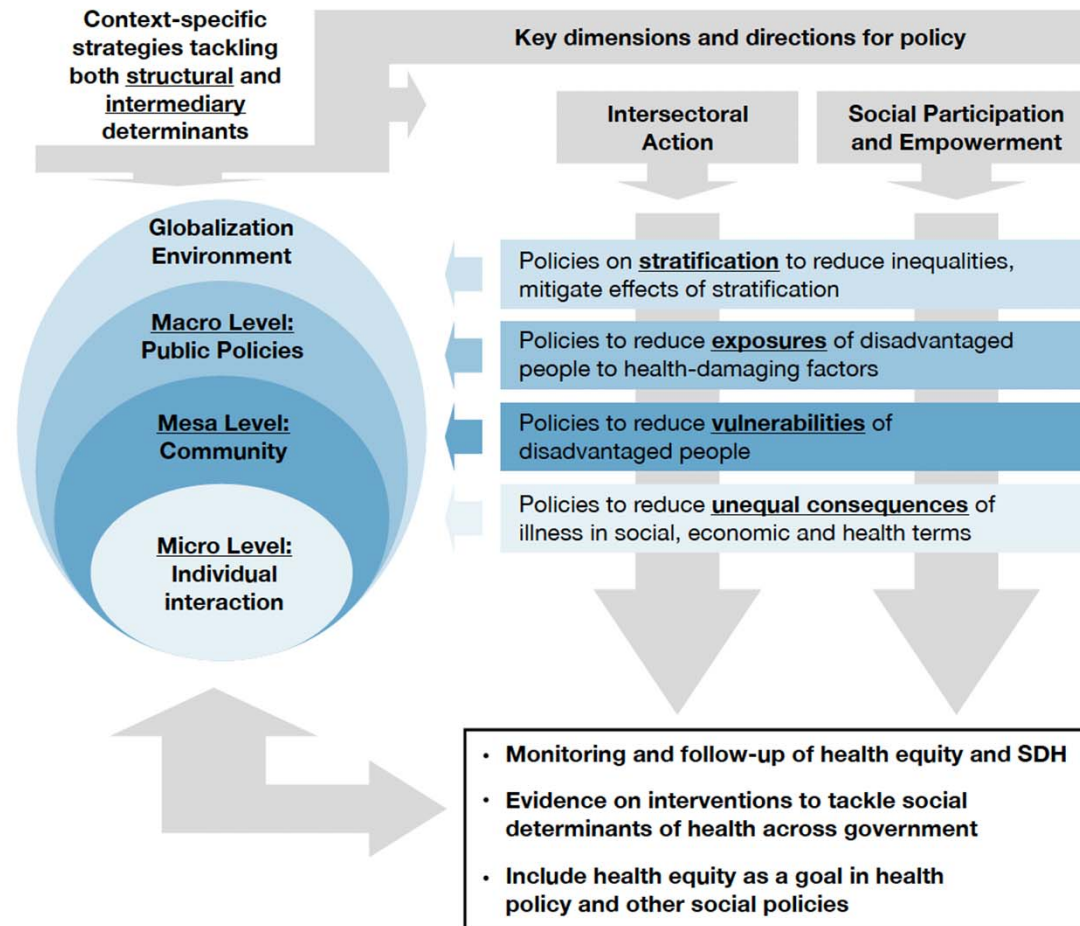 Context-specific
strategies tackling
both structural and
intermediary
determinants
Key dimensions and directions for policy
Intersectoral
Action
Social Participation
and Empowerment
Globalization
Environment
Macro Level:
Public Policies
Mesa Level:
Community
Micro Level:
Individual
interaction
Policies on stratification to reduce inequalities,
mitigate effects of stratification
Policies to reduce exposures of disadvantaged
people to health-damaging factors
Policies to reduce vulnerabilities of
disadvantaged people
Policies to reduce unequal consequences of
illness in social, economic and health terms
• Monitoring and follow-up of health equity and SDH
• Evidence on interventions to tackle social
determinants of health across government
• Include health equity as a goal in health
policy and other social policies